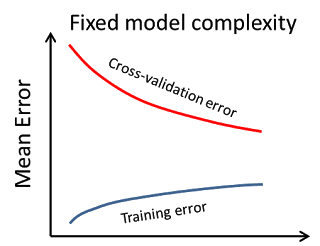 Fixed model complexity
Cross-validation error
Mean Error
Training error